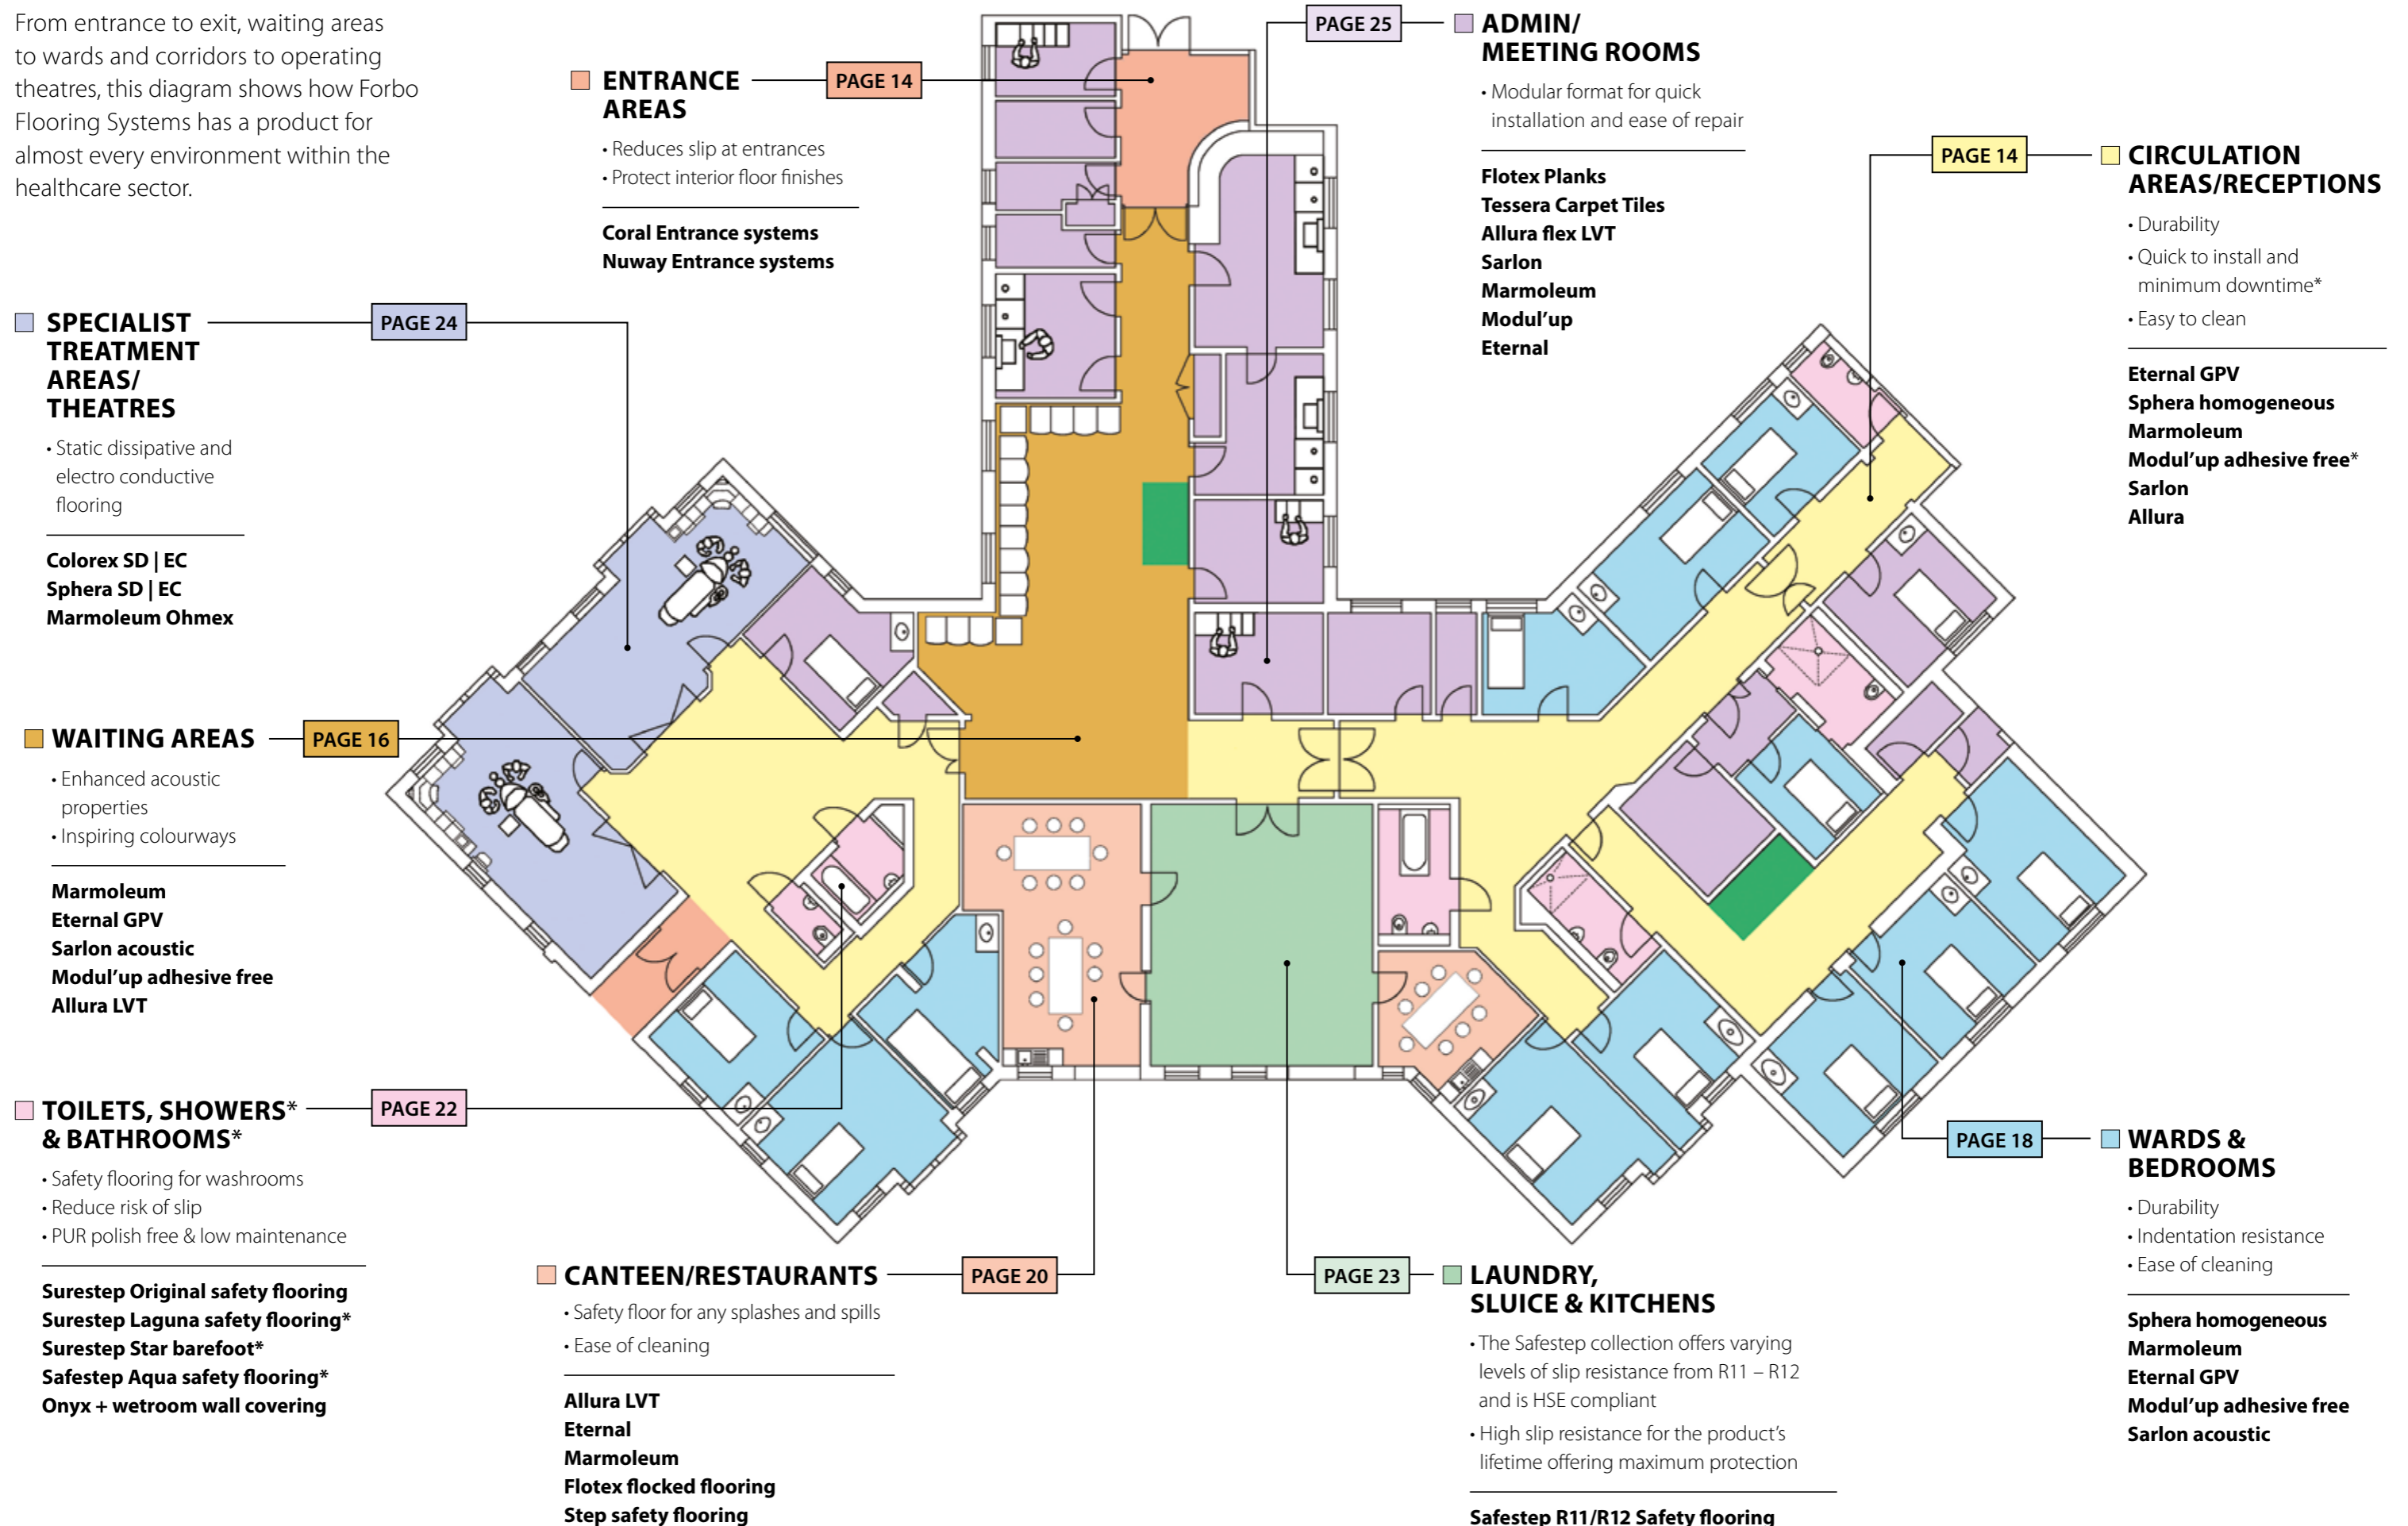 From entrance to exit, waiting areas
to wards and corridors to operating
theatres, this diagram shows how Forbo
Flooring Systems has a product for
almost every environment within the
healthcare sector.
ENTRANCE
AREAS
PAGE 14
• Reduces slip at entrances
• Protect interior floor finishes
Coral Entrance systems
Nuway Entrance systems
PAGE 25
ADMIN/
MEETING ROOMS
• Modular format for quick
installation and ease of repair
Flotex Planks
Tessera Carpet Tiles
Allura flex LVT
Sarlon
Marmoleum
Modul’up
Eternal
PAGE 14
CIRCULATION
AREAS/RECEPTIONS
• Durability
• Quick to install and
minimum downtime*
• Easy to clean
Eternal GPV
Sphera homogeneous
Marmoleum
Modul’up adhesive free*
Sarlon
Allura
SPECIALIST
TREATMENT
AREAS/
THEATRES
PAGE 24
• Static dissipative and
electro conductive
flooring
Colorex SD | EC
Sphera SD | EC
Marmoleum Ohmex
WAITING AREAS
PAGE 16
• Enhanced acoustic
properties
• Inspiring colourways
Marmoleum
Eternal GPV
Sarlon acoustic
Modul’up adhesive free
Allura LVT
TOILETS, SHOWERS*
& BATHROOMS*
PAGE 22
• Safety flooring for washrooms
• Reduce risk of slip
• PUR polish free & low maintenance
Surestep Original safety flooring
Surestep Laguna safety flooring*
Surestep Star barefoot*
Safestep Aqua safety flooring*
Onyx + wetroom wall covering
CANTEEN/RESTAURANTS
PAGE 20
• Safety floor for any splashes and spills
• Ease of cleaning
Allura LVT
Eternal
Marmoleum
Flotex flocked flooring
Step safety flooring
PAGE 23
LAUNDRY,
SLUICE & KITCHENS
• The Safestep collection offers varying
levels of slip resistance from R11 – R12
and is HSE compliant
• High slip resistance for the product’s
lifetime offering maximum protection
Safestep R11/R12 Safety flooring
PAGE 18
WARDS &
BEDROOMS
• Durability
• Indentation resistance
• Ease of cleaning
Sphera homogeneous
Marmoleum
Eternal GPV
Modul’up adhesive free
Sarlon acoustic